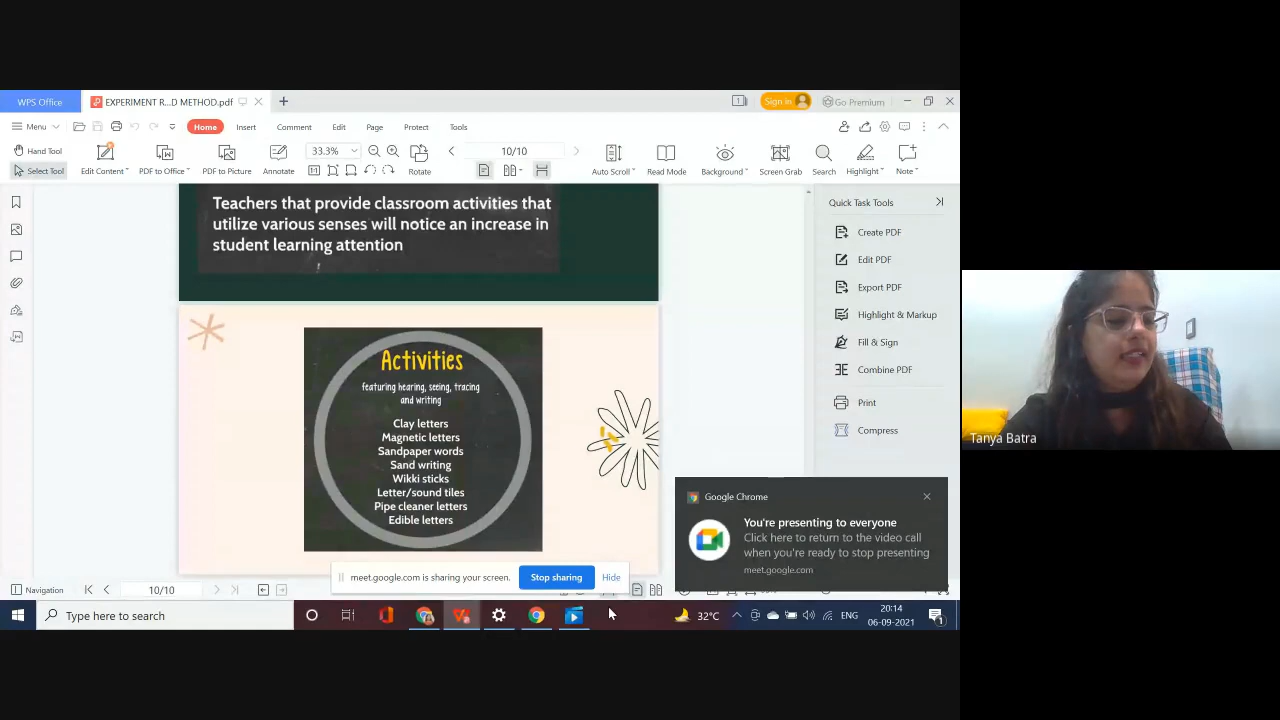 WPS Office
EXPERIMENT R...D METHOD.pdf
1
Sign in
Go Premium
Menu
Home
Insert
Comment
Edit
Page
Protect
Tools
Hand Tool
Select Tool
Edit Content
PDF to Office
PDF to Picture
Annotate
33.3%
Rotate
10/10
Auto Scroll
Read Mode
Background
Screen Grab
Search
Highlight
Note
Teachers that provide classroom activities that
utilize various senses will notice an increase in
student learning attention
Activities
featuring hearing, seeing, tracing
and writing
Clay letters
Magnetic letters
Sandpaper words
Sand writing
Wikki sticks
Letter/sound tiles
Pipe cleaner letters
Edible letters
Quick Task Tools
Create PDF
Edit PDF
Export PDF
Highlight & Markup
Fill & Sign
Combine PDF
Print
Compress
Google Chrome
You're presenting to everyone
Click here to return to the video call
when you're ready to stop presenting
meet.google.com
meet.google.com is sharing your screen.
Stop sharing
Hide
Navigation
10/10
Type here to search
32°C
ENG
20:14
06-09-2021
1
Tanya Batra